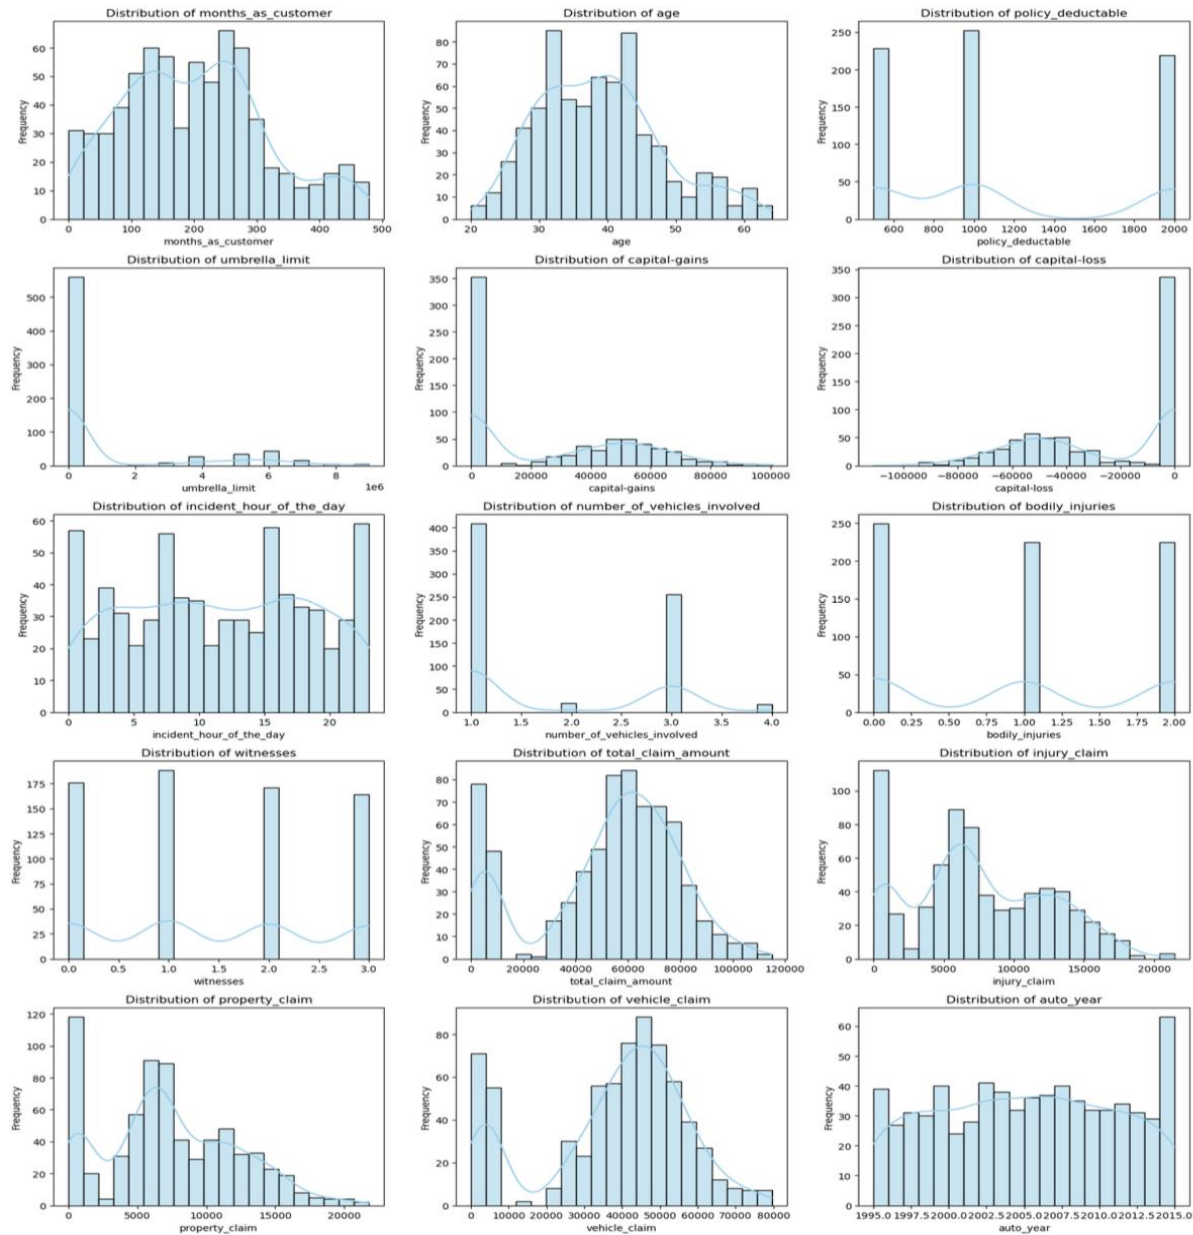 Distribution of months_as_customer
60
50
40
30
20
10
0
Frequency
0 100 200 300 400 500
months_as_customer
Distribution of age
80
70
60
50
40
30
20
10
0
Frequency
20 30 40 50 60
age
Distribution of policy_deductable
250
200
150
100
50
0
Frequency
600 800 1000 1200 1400 1600 1800 2000
policy_deductable
Distribution of umbrella_limit
500
400
300
200
100
0
Frequency
0 2 4 6 8
1e6
umbrella_limit
Distribution of capital-gains
350
300
250
200
150
100
50
0
Frequency
0 20000 40000 60000 80000 100000
capital-gains
Distribution of capital-loss
350
300
250
200
150
100
50
0
Frequency
−100000 −80000 −60000 −40000 −20000 0
capital-loss
Distribution of incident_hour_of_the_day
60
50
40
30
20
10
0
Frequency
0 5 10 15 20
incident_hour_of_the_day
Distribution of number_of_vehicles_involved
400
350
300
250
200
150
100
50
0
Frequency
1.0 1.5 2.0 2.5 3.0 3.5 4.0
number_of_vehicles_involved
Distribution of bodily_injuries
250
200
150
100
50
0
Frequency
0.00 0.25 0.50 0.75 1.00 1.25 1.50 1.75 2.00
bodily_injuries
Distribution of witnesses
175
150
125
100
75
50
25
0
Frequency
0.0 0.5 1.0 1.5 2.0 2.5 3.0
witnesses
Distribution of total_claim_amount
80
70
60
50
40
30
20
10
0
Frequency
0 20000 40000 60000 80000 100000 120000
total_claim_amount
Distribution of injury_claim
100
80
60
40
20
0
Frequency
0 5000 10000 15000 20000
injury_claim
Distribution of property_claim
120
100
80
60
40
20
0
Frequency
0 5000 10000 15000 20000
property_claim
Distribution of vehicle_claim
80
60
40
20
0
Frequency
0 10000 20000 30000 40000 50000 60000 70000 80000
vehicle_claim
Distribution of auto_year
60
50
40
30
20
10
0
Frequency
1995.0 1997.5 2000.0 2002.5 2005.0 2007.5 2010.0 2012.5 2015.0
auto_year